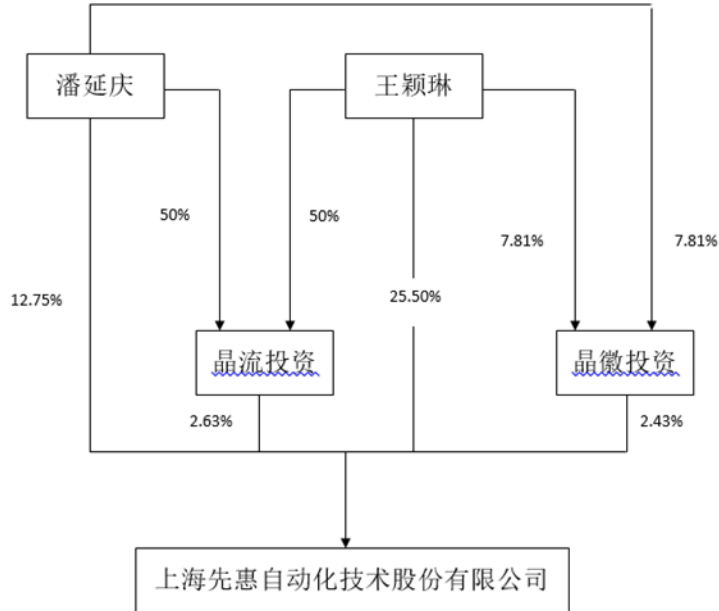 潘延庆
王颖琳
50%
50%
7.81%
7.81%
12.75%
25.50%
晶流投资
晶徽投资
2.63%
2.43%
上海先惠自动化技术股份有限公司